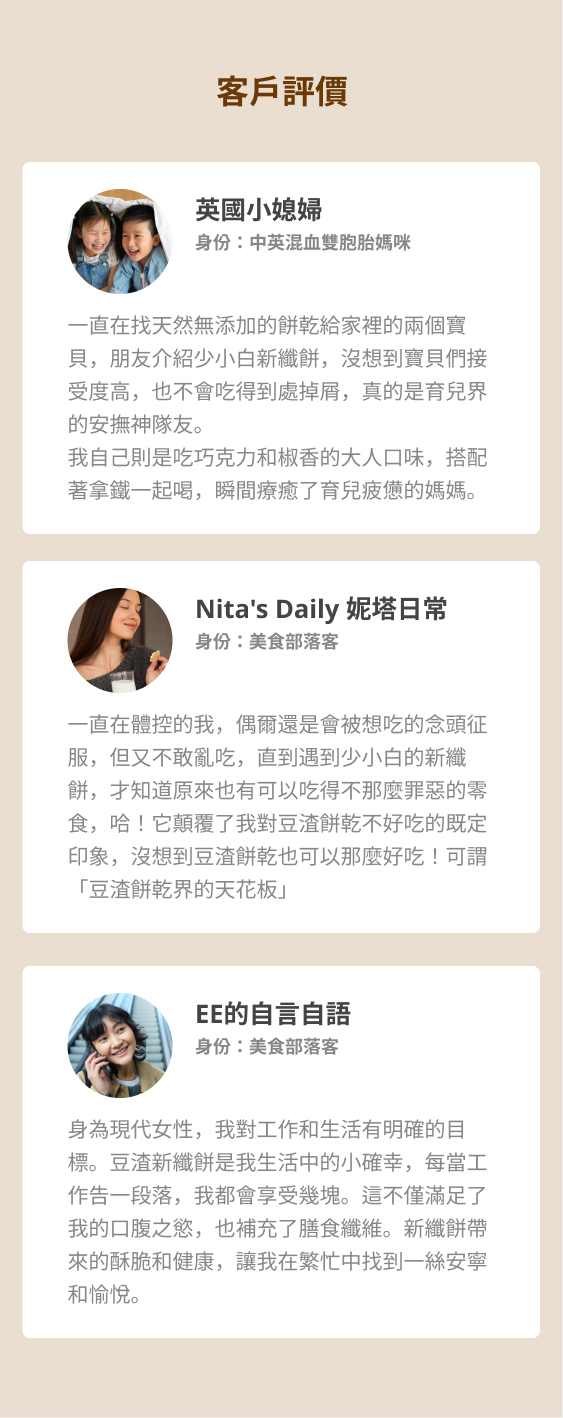 客戶評價
英國小媳婦
身份：中英混血雙胞胎媽咪
一直在找天然無添加的餅乾給家裡的兩個寶
貝，朋友介紹少小白新纖餅，沒想到寶貝們接
受度高，也不會吃得到處掉屑，真的是育兒界
的安撫神隊友。
我自己則是吃巧克力和椒香的大人口味，搭配
著拿鐵一起喝，瞬間療癒了育兒疲憊的媽媽。
Nita's Daily 妮塔日常
身份：美食部落客
一直在體控的我，偶爾還是會被想吃的念頭征
服，但又不敢亂吃，直到遇到少小白的新纖
餅，才知道原來也有可以吃得不那麼罪惡的零
食，哈！它顛覆了我對豆渣餅乾不好吃的既定
印象，沒想到豆渣餅乾也可以那麼好吃！可謂
「豆渣餅乾界的天花板」
EE的自言自語
身份：美食部落客
身為現代女性，我對工作和生活有明確的目
標。豆渣新纖餅是我生活中的小確幸，每當工
作告一段落，我都會享受幾塊。這不僅滿足了
我的口腹之慾，也補充了膳食纖維。新纖餅帶
來的酥脆和健康，讓我在繁忙中找到一絲安寧
和愉悅。